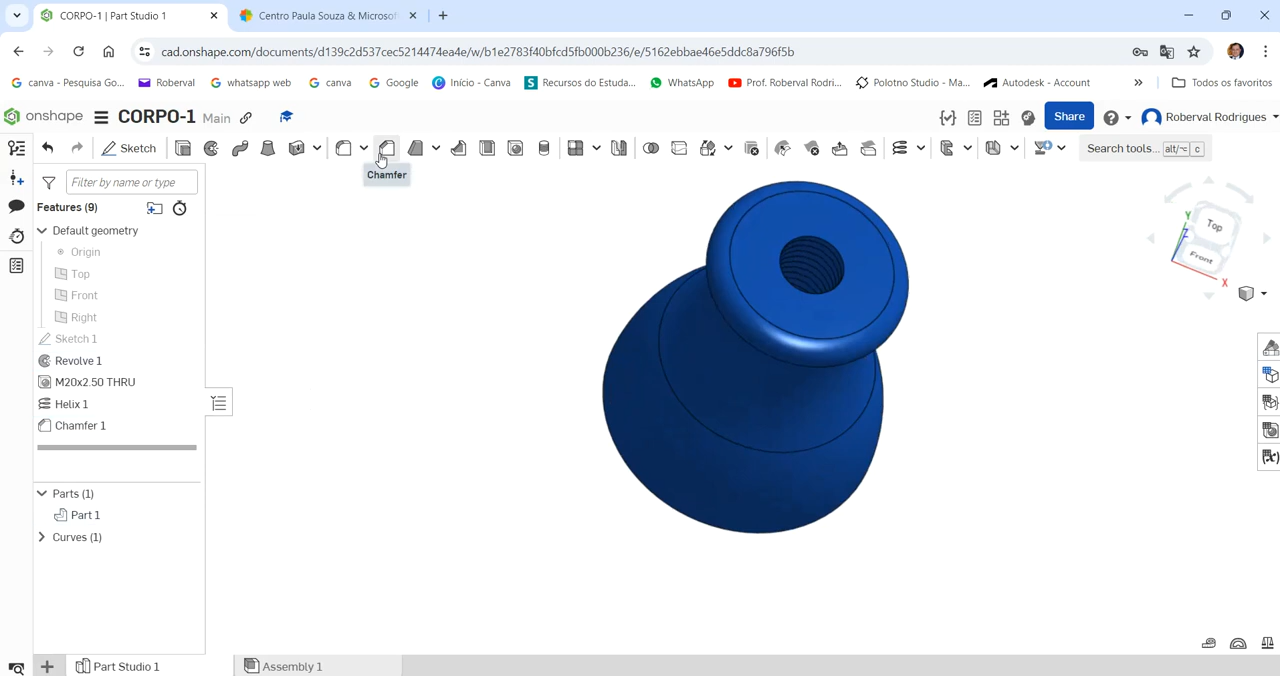 CORPO-1 | Part Studio 1
Centro Paula Souza & Microsof
cad.onshape.com/documents/d139c2d537cec5214474ea4e/w/b1e2783f40bfcd5fb000b236/e/5162ebbae46e5ddc8a796f5b
canva - Pesquisa Go...
Roberval
whatsapp web
canva
Google
Início - Canva
Recursos do Estuda...
WhatsApp
Prof. Roberval Rodri...
Polotno Studio - Ma...
Autodesk - Account
Todos os favoritos
onshape
CORPO-1 Main
Share
Roberval Rodrigues
Sketch
Search tools... alt/⌥ c
Chamfer
Filter by name or type
Features (9)
Default geometry
Origin
Top
Front
Right
Sketch 1
Revolve 1
M20x2.50 THRU
Helix 1
Chamfer 1
Parts (1)
Part 1
Curves (1)
Top
Front
Y
Z
X
Part Studio 1
Assembly 1